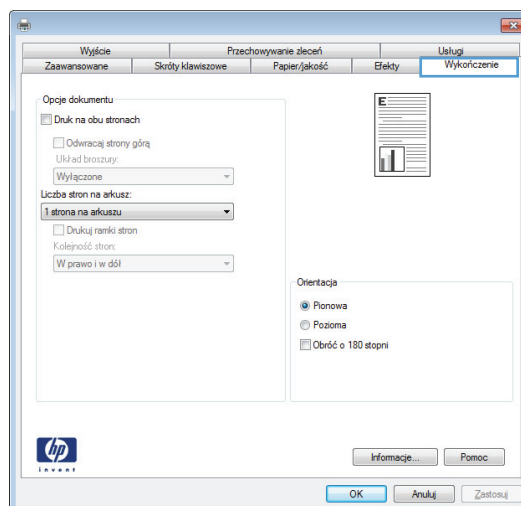 Wyjście Przechowywanie zleceń Usługi
Zaawansowane Skróty klawiszowe Papier/jakość Efekty Wykończenie
Opcje dokumentu
Druk na obu stronach
Odwracaj strony górą
Układ broszury:
Wyłączone
Liczba stron na arkusz:
1 strona na arkuszu
Drukuj ramki stron
Kolejność stron:
W prawo i w dół
E
Orientacja
Pionowa
Pozioma
Obróć o 180 stopni
hp
invent
Informacje... Pomoc
OK Anuluj Zastosuj